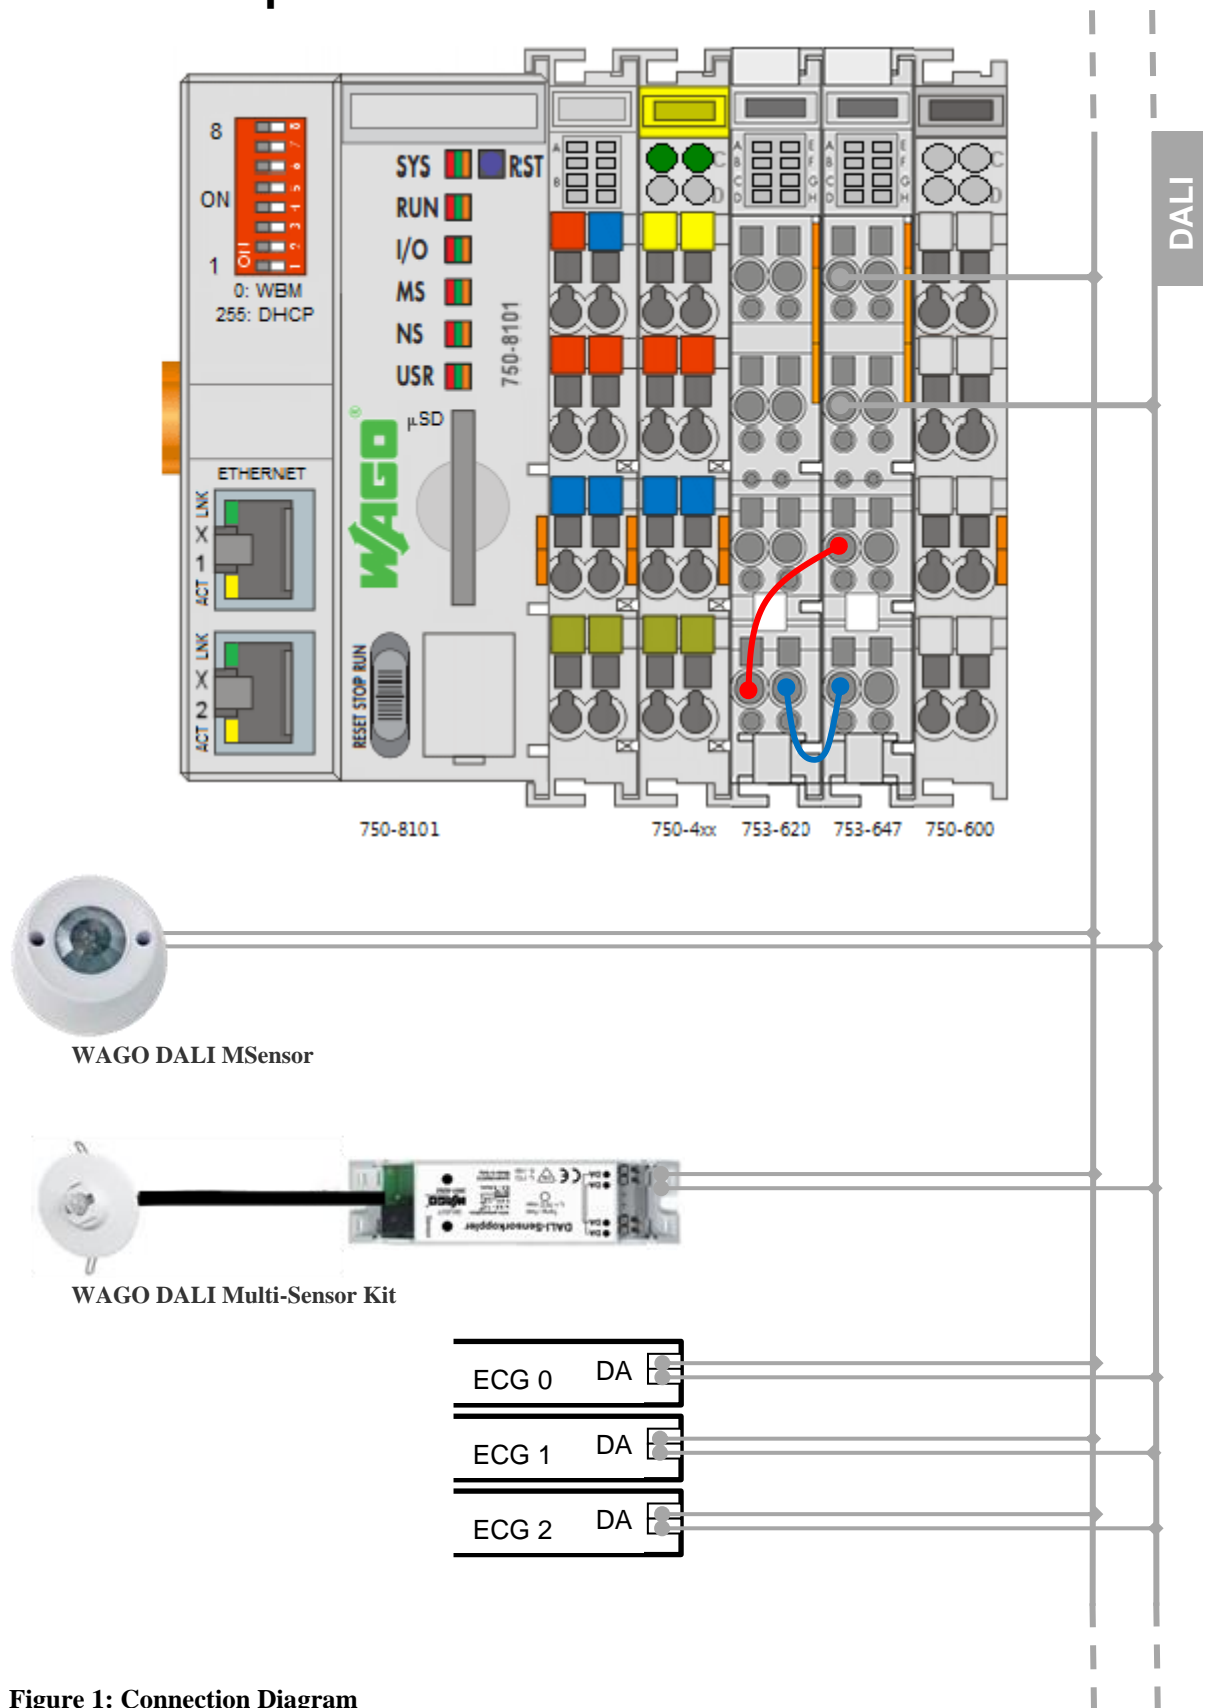 8
ON
1
0: WBM
255: DHCP
SYS
RST
RUN
I/O
MS
NS
USR
750-8101
µSD
WAGO
ETHERNET
LNK
X
1
ACT
LNK
X
2
ACT
RESET STOP RUN
A
B
C
D
A
B
C
D
E
F
G
H
A
B
C
D
E
F
G
H
C
D
DALI
750-8101
750-4xx
753-620
753-647
750-600
WAGO DALI MSensor
DALI-Sensorkoppler
WAGO
WAGO DALI Multi-Sensor Kit
ECG 0 DA
ECG 1 DA
ECG 2 DA
Figure 1: Connection Diagram